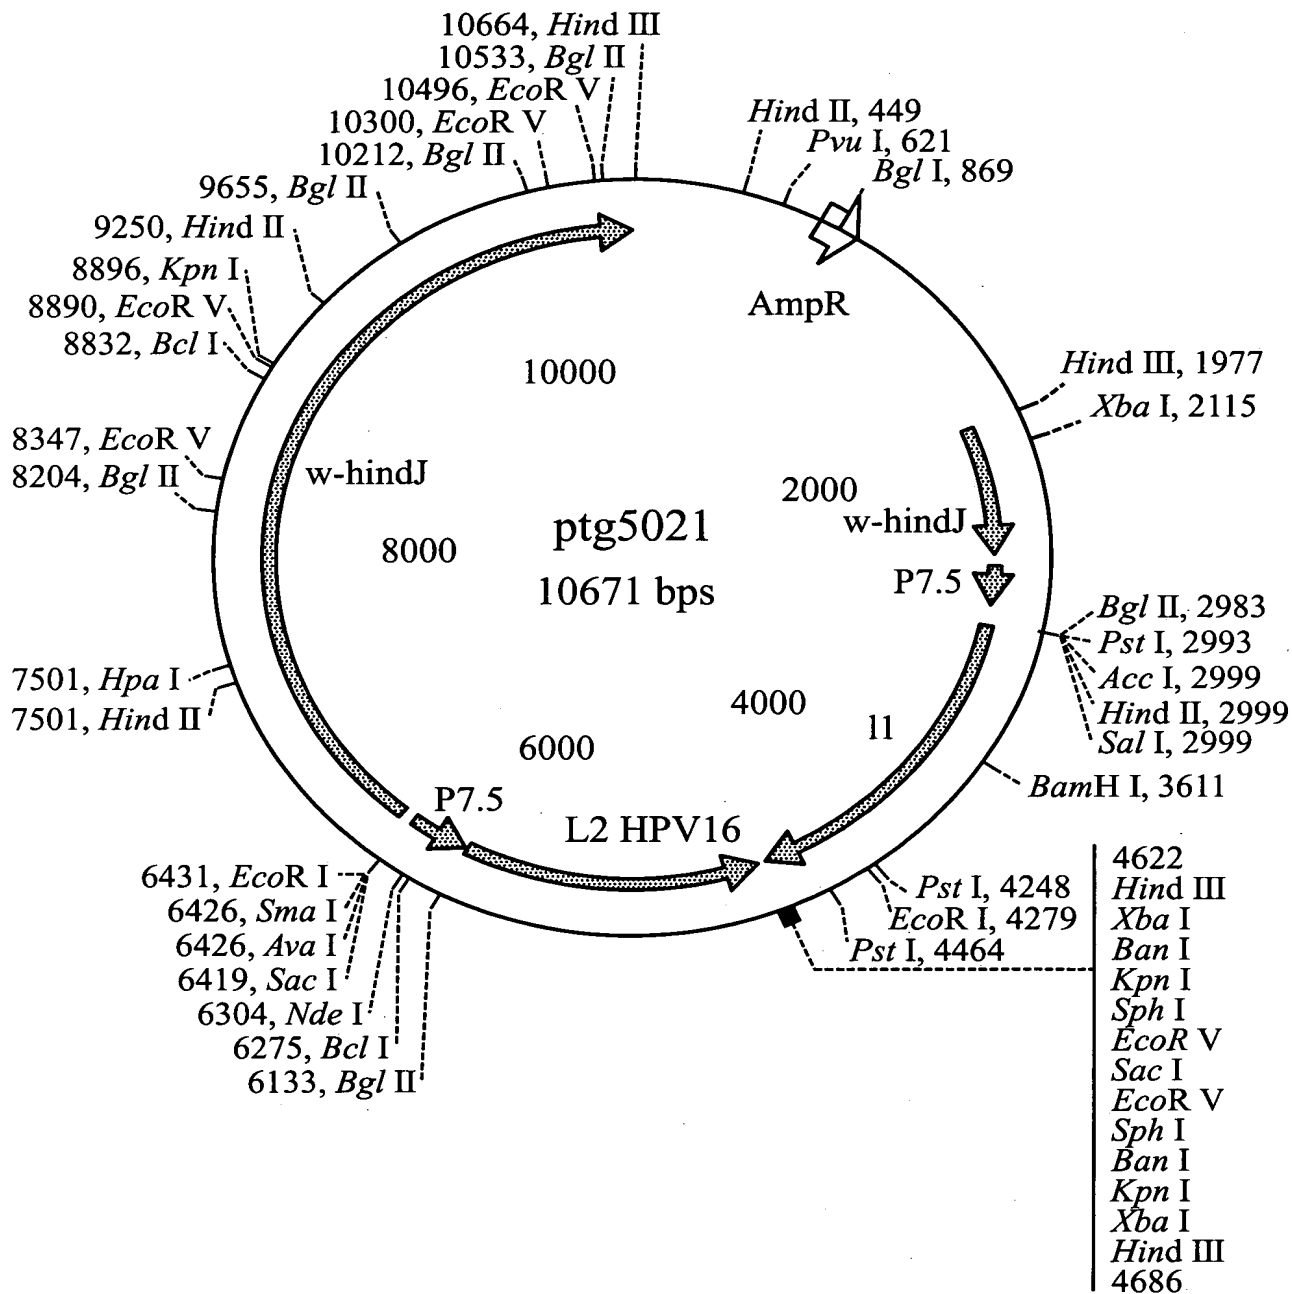 10664, Hind III
10533, Bgl II
10496, EcoR V
10300, EcoR V
10212, Bgl II
9655, Bgl II
9250, Hind II
8896, Kpn I
8890, EcoR V
8832, Bcl I
8347, EcoR V
8204, Bgl II
7501, Hpa I
7501, Hind II
6431, EcoR I
6426, Sma I
6426, Ava I
6419, Sac I
6304, Nde I
6275, Bcl I
6133, Bgl II
Hind II, 449
Pvu I, 621
Bgl I, 869
AmpR
Hind III, 1977
Xba I, 2115
10000
2000
w-hindJ
w-hindJ
8000
ptg5021
10671 bps
P7.5
Bgl II, 2983
Pst I, 2993
Acc I, 2999
Hind II, 2999
Sal I, 2999
BamH I, 3611
4000
l1
6000
P7.5
L2 HPV16
Pst I, 4248
EcoR I, 4279
Pst I, 4464
4622
Hind III
Xba I
Ban I
Kpn I
Sph I
EcoR V
Sac I
EcoR V
Sph I
Ban I
Kpn I
Xba I
Hind III
4686